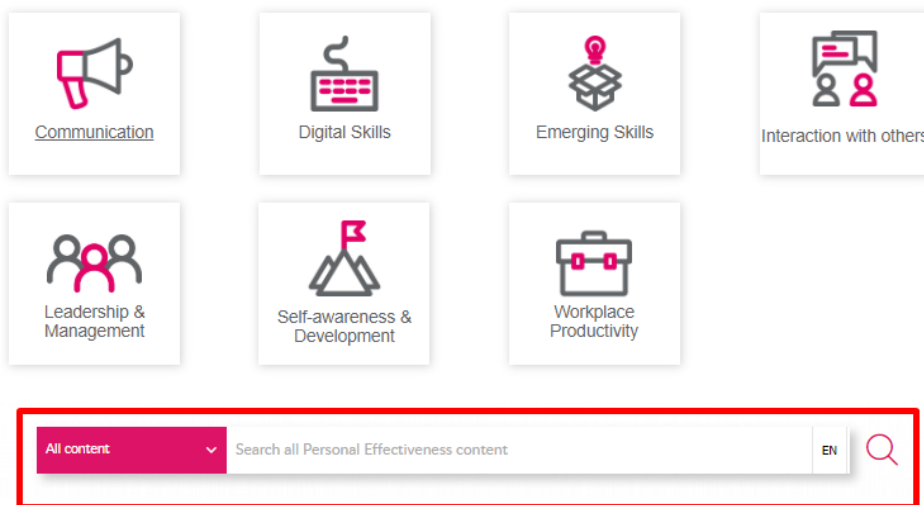 Communication
Digital Skills
Emerging Skills
Interaction with others
Leadership &
Management
Self-awareness &
Development
Workplace
Productivity
All content
Search all Personal Effectiveness content
EN